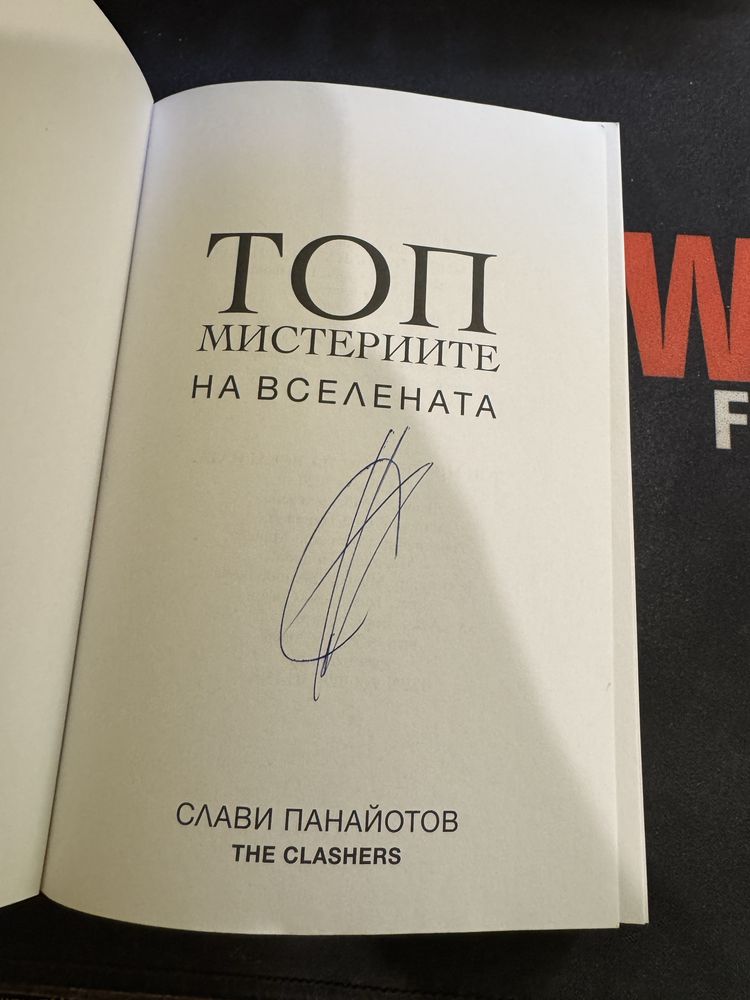 ТОП
МИСТЕРИИТЕ
НА ВСЕЛЕНАТА
СЛАВИ ПАНАЙОТОВ
THE CLASHERS
W
F